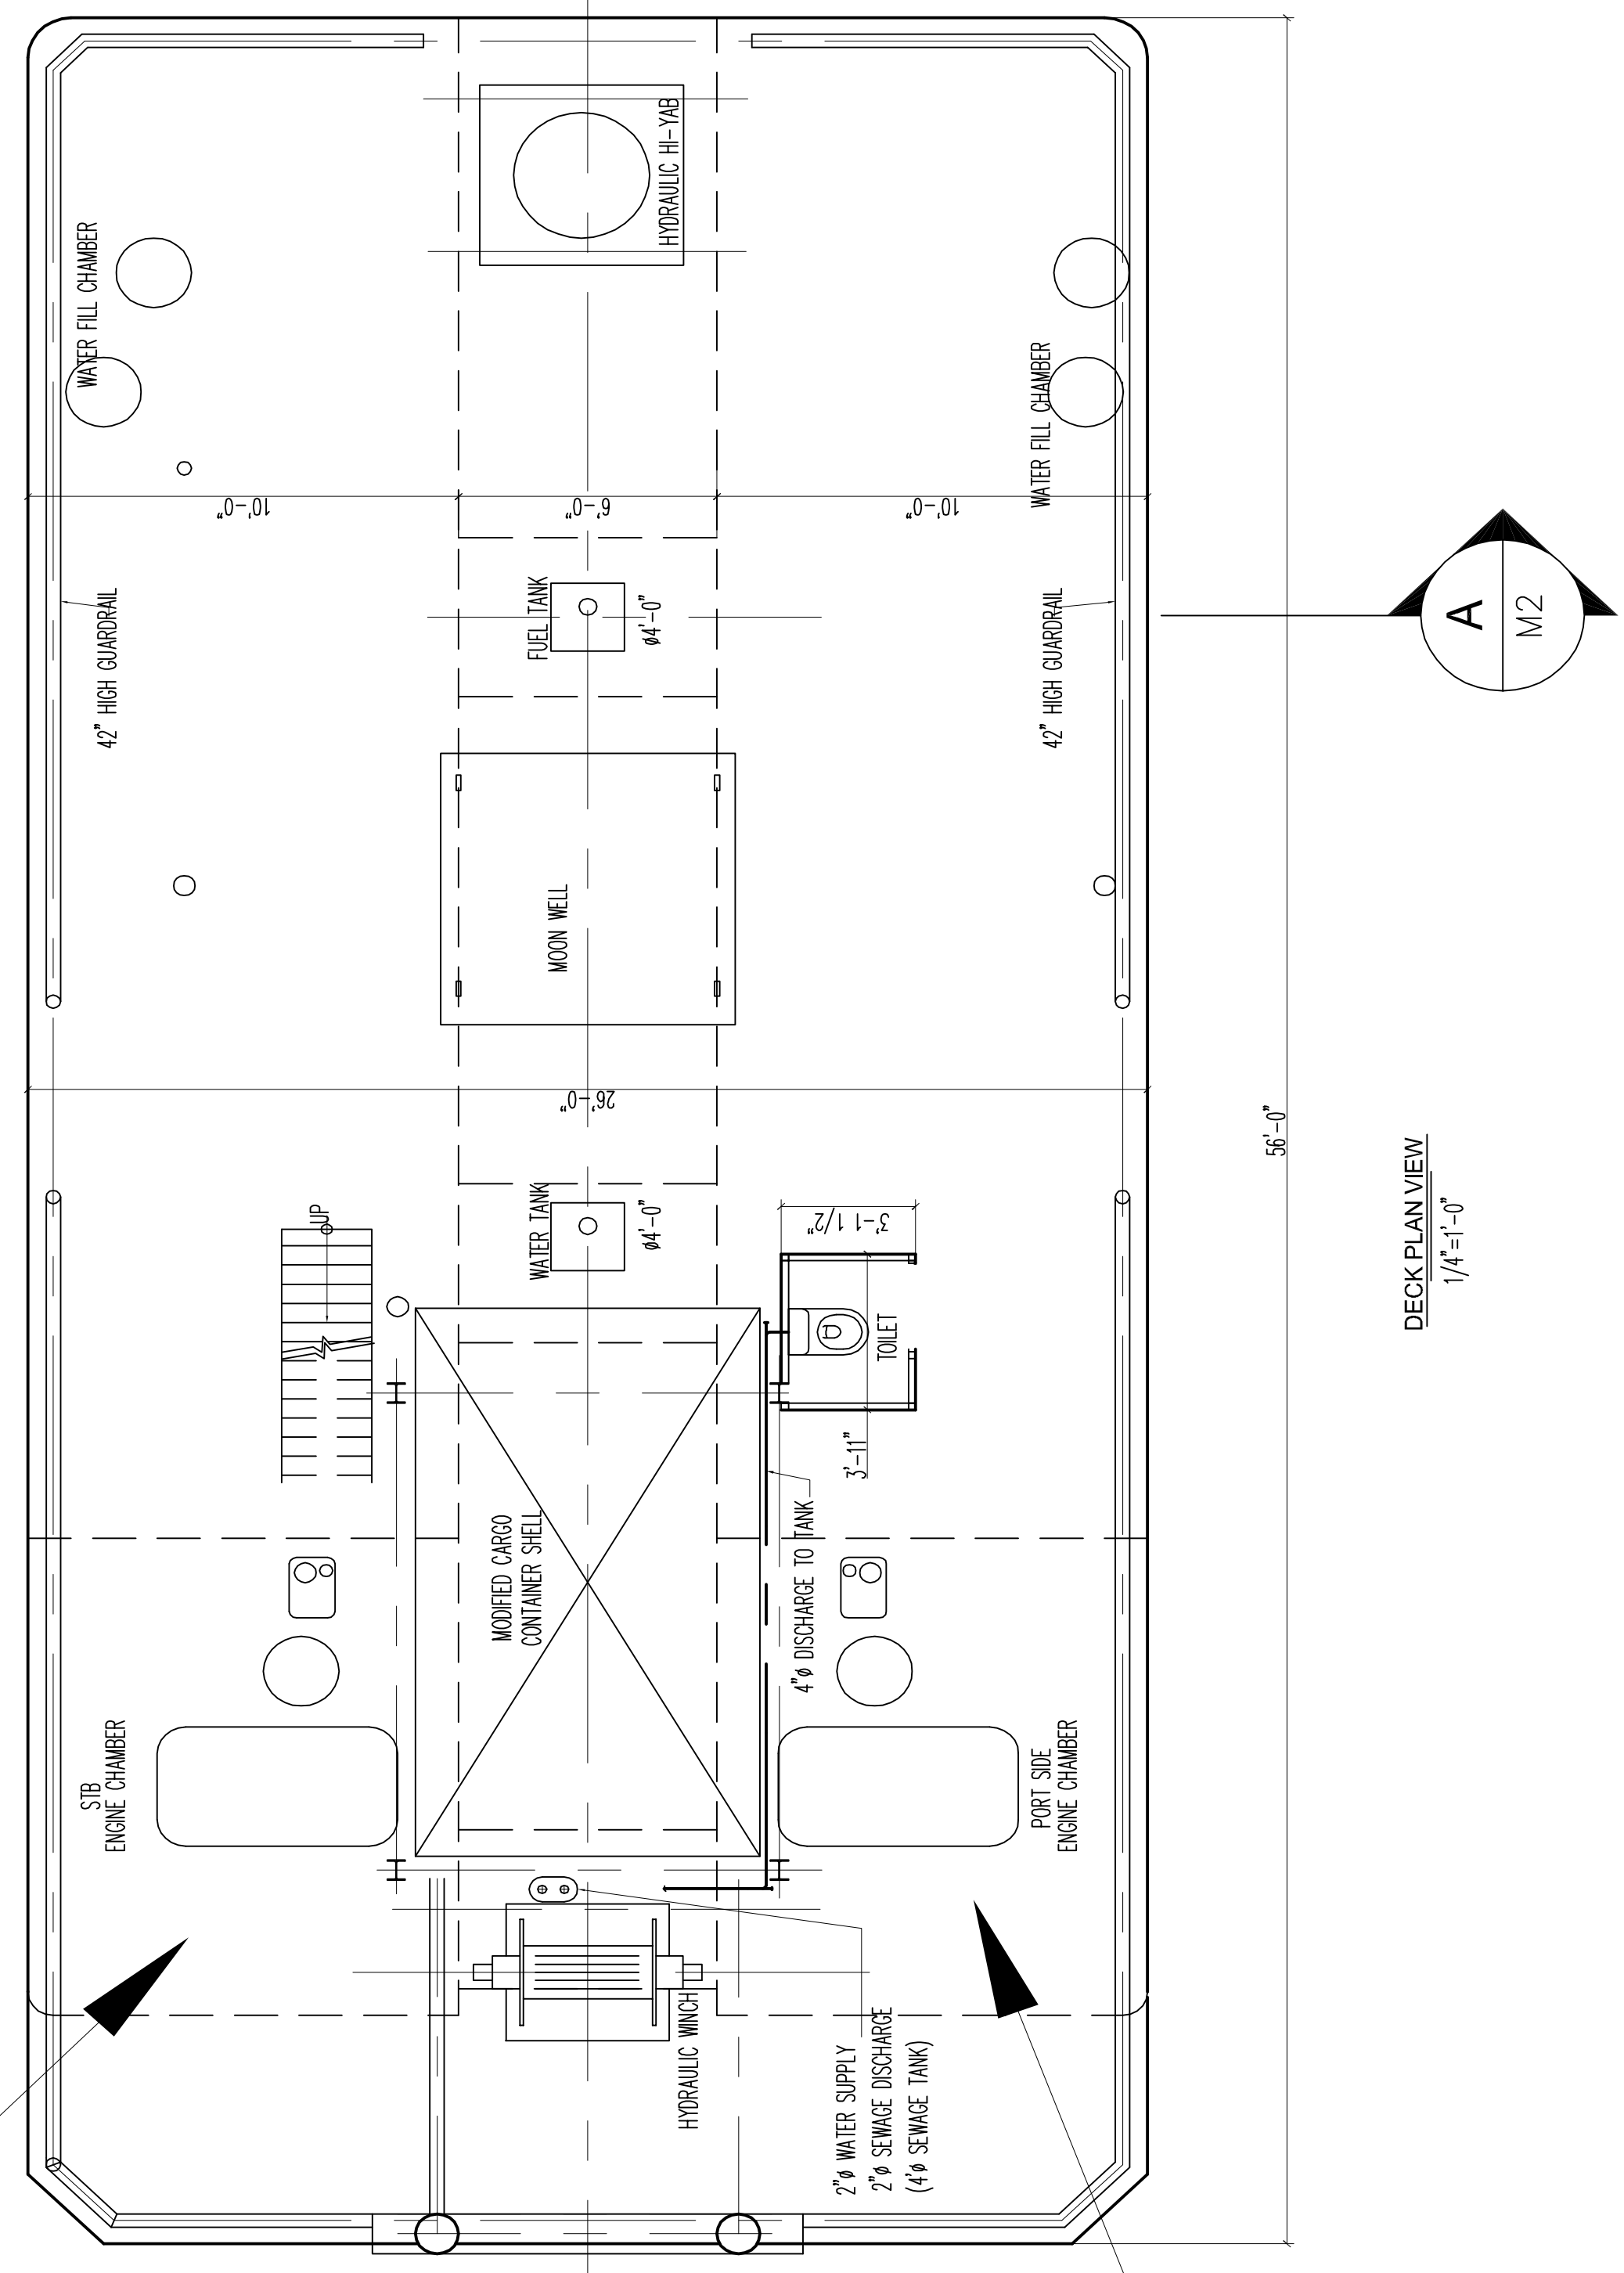 WATER FILL CHAMBER
HYDRAULIC HI-YAB
WATER FILL CHAMBER
10'-0"
6'-0"
10'-0"
42" HIGH GUARDRAIL
FUEL TANK
ø4'-0"
42" HIGH GUARDRAIL
A
M2
MOON WELL
26'-0"
56'-0"
UP
WATER TANK
ø4'-0"
3'-1 1/2"
TOILET
3'-11"
MODIFIED CARGO
CONTAINER SHELL
4"ø DISCHARGE TO TANK
STB
ENGINE CHAMBER
PORT SIDE
ENGINE CHAMBER
HYDRAULIC WINCH
2"ø WATER SUPPLY
2"ø SEWAGE DISCHARGE
(4'ø SEWAGE TANK)
DECK PLAN VIEW
1/4"=1'-0"